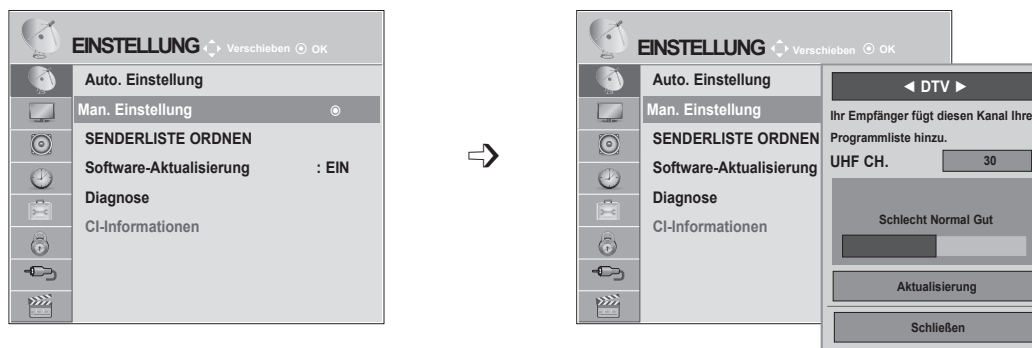 EINSTELLUNG Verschieben OK
Auto. Einstellung
Man. Einstellung
SENDERLISTE ORDNEN
Software-Aktualisierung : EIN
Diagnose
CI-Informationen
EINSTELLUNG Verschieben OK
Auto. Einstellung
Man. Einstellung
SENDERLISTE ORDNEN
Software-Aktualisierung
Diagnose
CI-Informationen
◄ DTV ►
Ihr Empfänger fügt diesen Kanal Ihre
Programmliste hinzu.
UHF CH. 30
Schlecht Normal Gut
Aktualisierung
Schließen